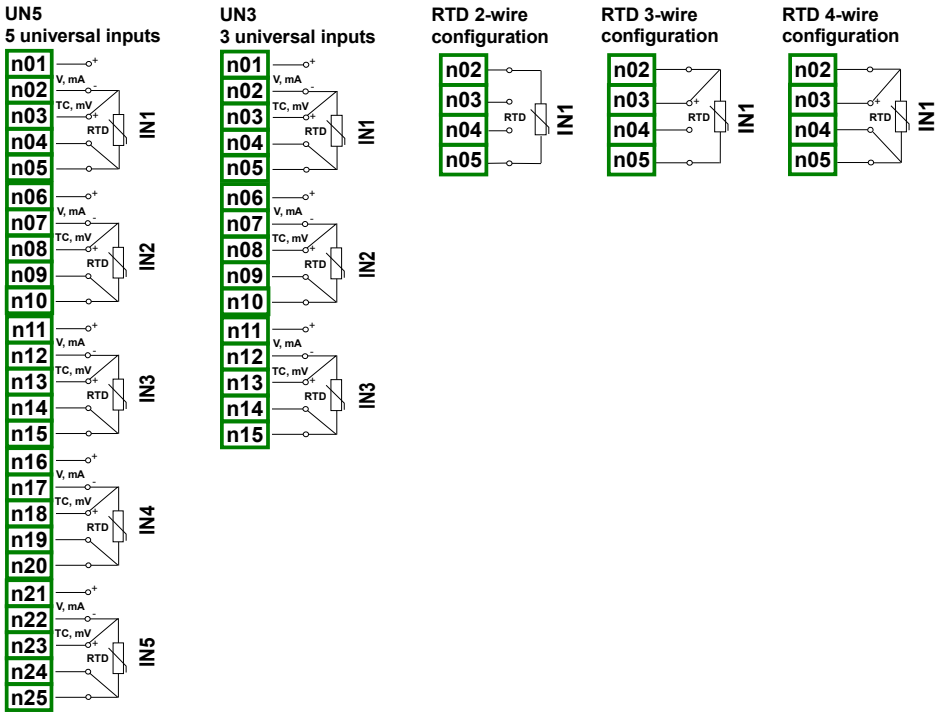 UN5
5 universal inputs
n01
+
V, mA
n02
-
TC, mV
n03
+
RTD
n04
n05
IN1
n06
+
V, mA
n07
-
TC, mV
n08
+
RTD
n09
n10
IN2
n11
+
V, mA
n12
-
TC, mV
n13
+
RTD
n14
n15
IN3
n16
+
V, mA
n17
-
TC, mV
n18
+
RTD
n19
n20
IN4
n21
+
V, mA
n22
-
TC, mV
n23
+
RTD
n24
n25
IN5
UN3
3 universal inputs
n01
+
V, mA
n02
-
TC, mV
n03
+
RTD
n04
n05
IN1
n06
+
V, mA
n07
-
TC, mV
n08
+
RTD
n09
n10
IN2
n11
+
V, mA
n12
-
TC, mV
n13
+
RTD
n14
n15
IN3
RTD 2-wire
configuration
n02
n03
RTD
n04
n05
IN1
RTD 3-wire
configuration
n02
n03
+
RTD
n04
n05
IN1
RTD 4-wire
configuration
n02
n03
+
RTD
n04
n05
IN1